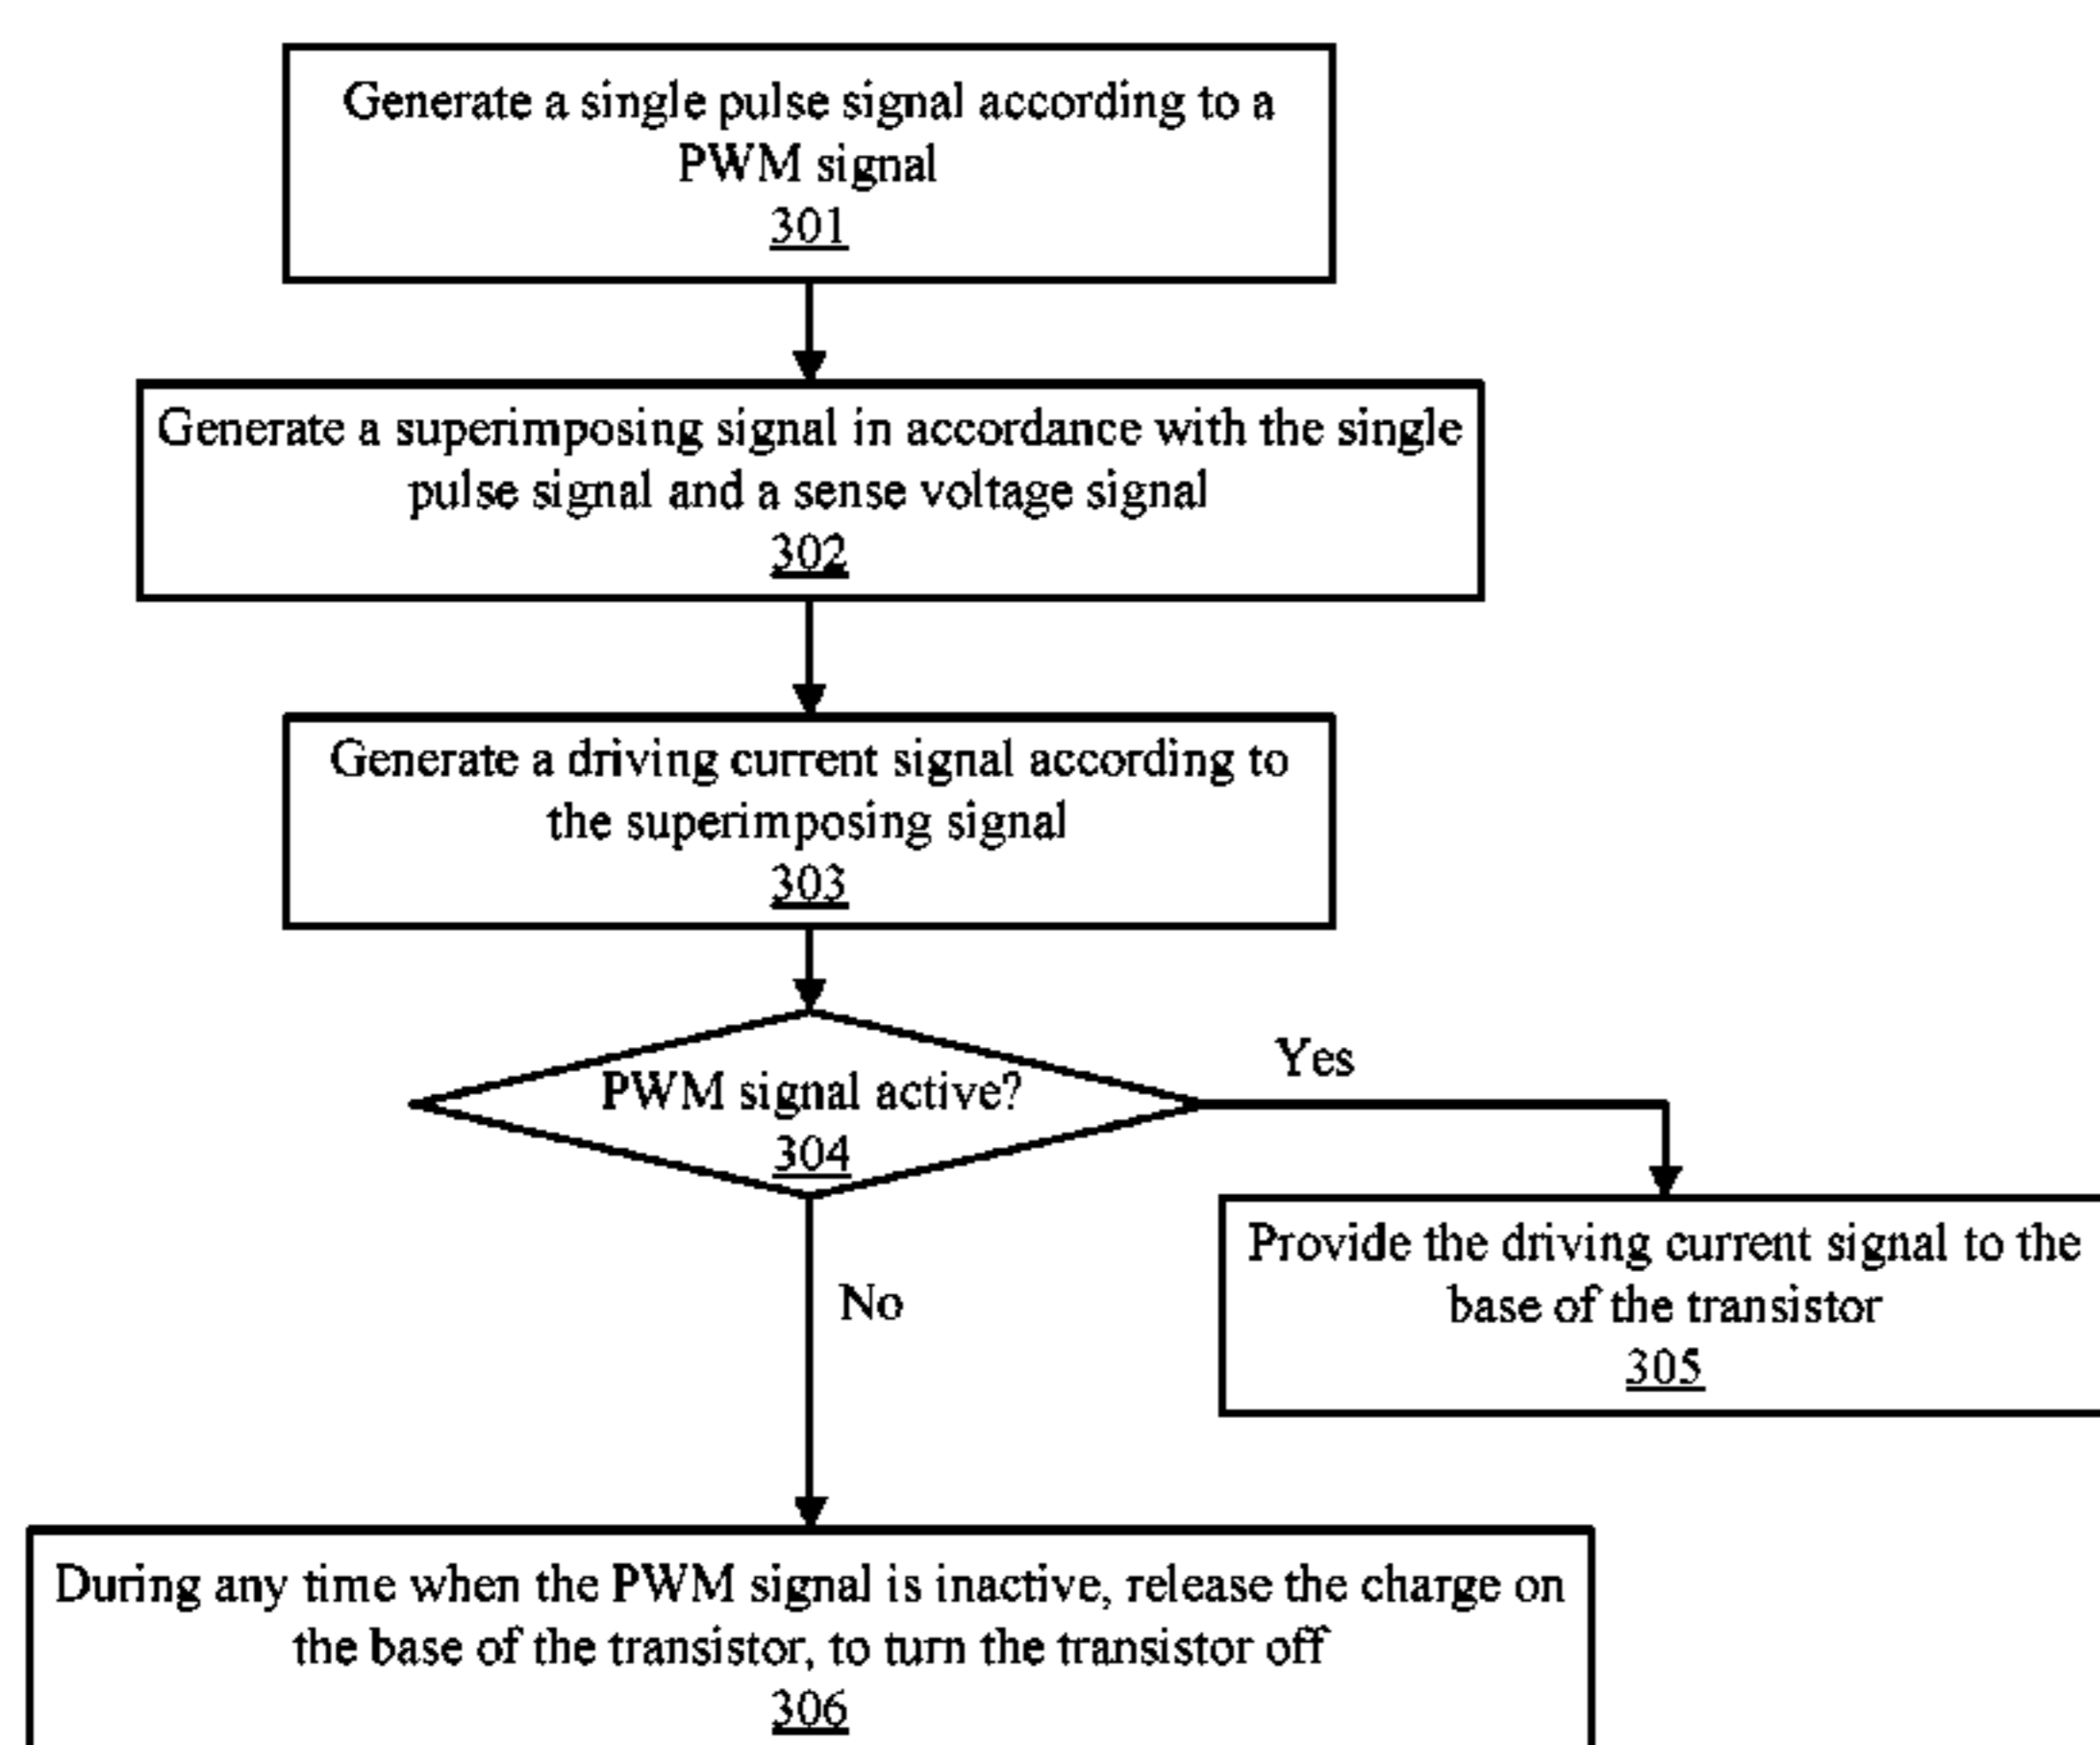 Generate a single pulse signal according to a
PWM signal
301
Generate a superimposing signal in accordance with the single
pulse signal and a sense voltage signal
302
Generate a driving current signal according to
the superimposing signal
303
PWM signal active?
304
Yes
No
Provide the driving current signal to the
base of the transistor
305
During any time when the PWM signal is inactive, release the charge on
the base of the transistor, to turn the transistor off
306